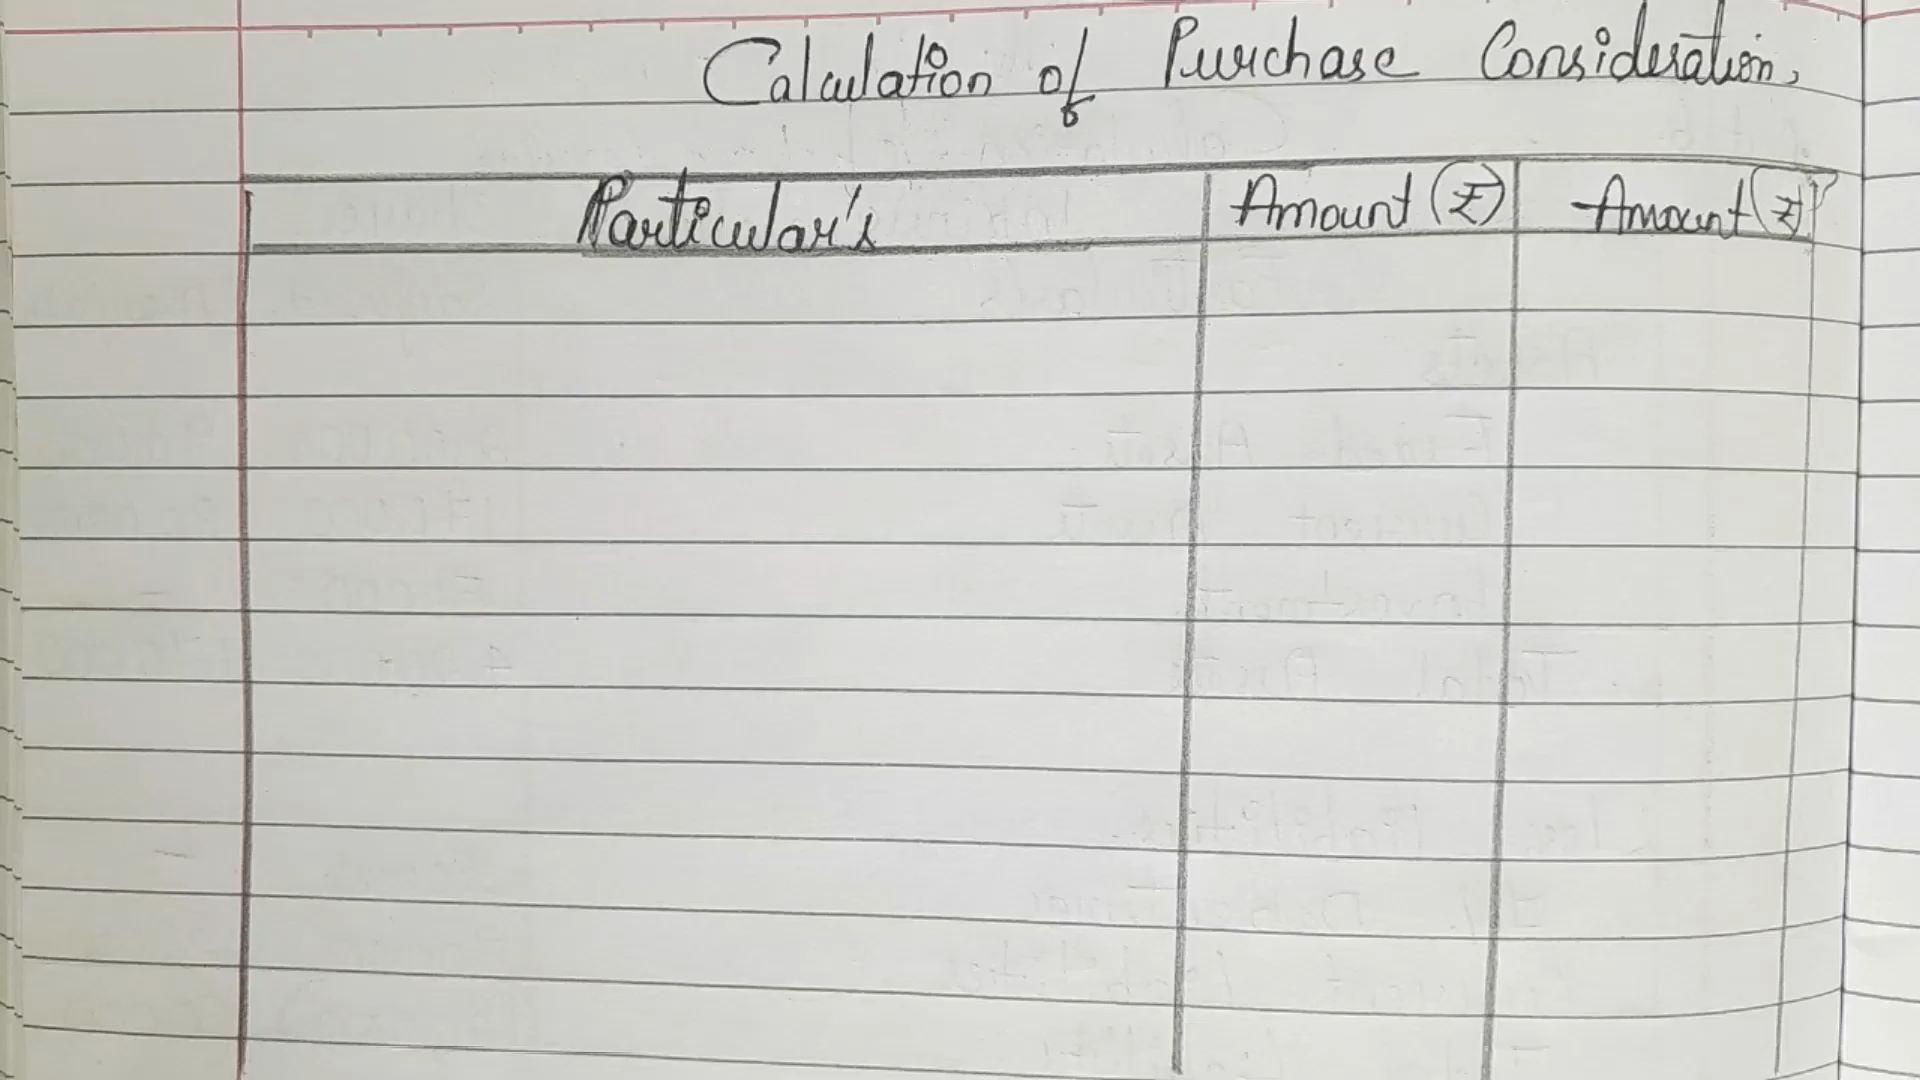 Calculation of Purchase Consideration,
Particular's Amount (₹) Amount (₹)